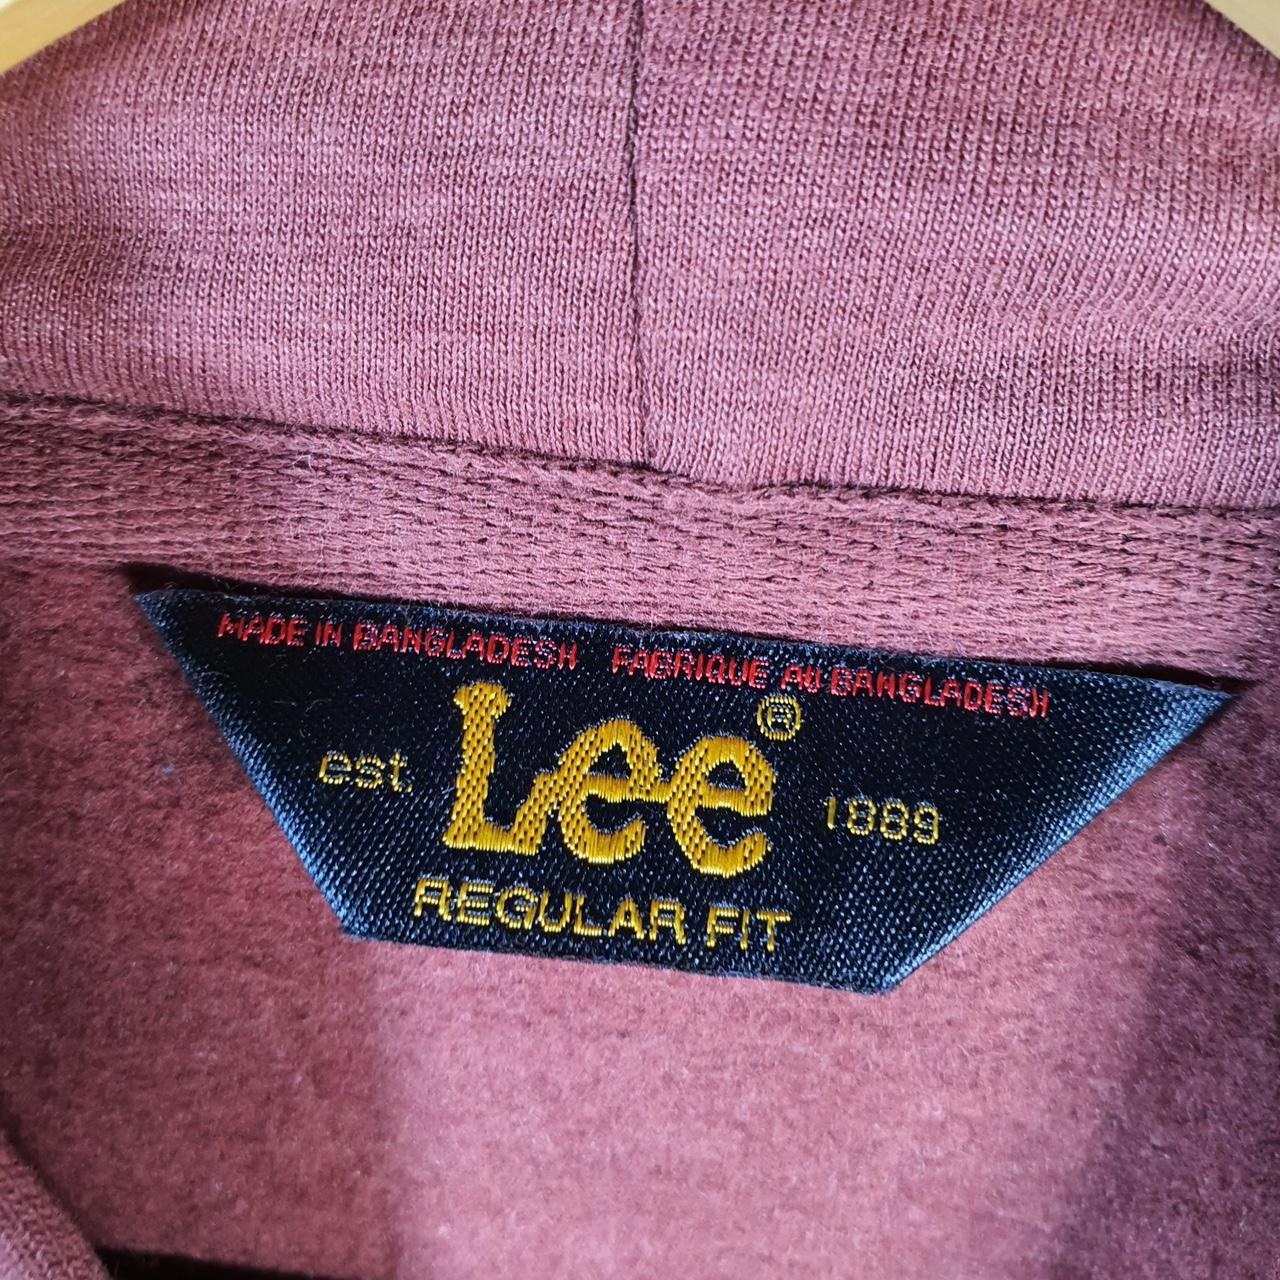 MADE IN BANGLADESH FABRIQUE AU BANGLADESH
est. Lee® 1889
REGULAR FIT